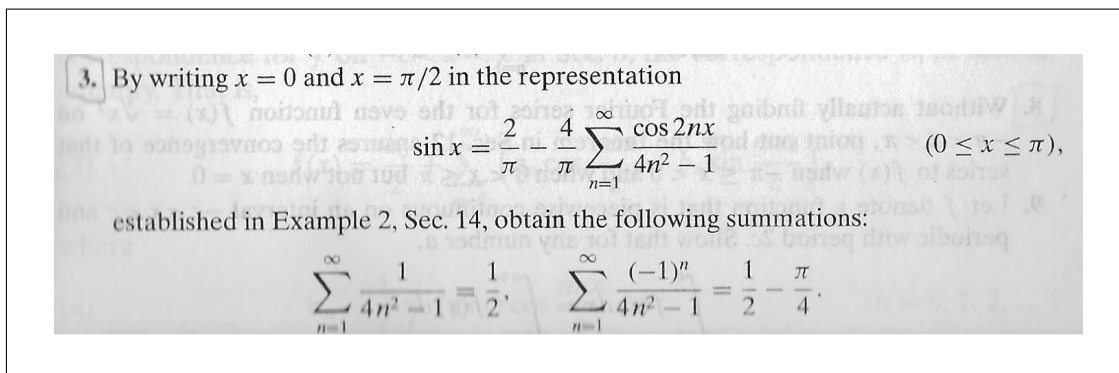 3. By writing x = 0 and x = π/2 in the representation
sin x = 2/π − 4/π ∑_{n=1}^{∞} cos 2nx / (4n² − 1) (0 ≤ x ≤ π),
established in Example 2, Sec. 14, obtain the following summations:
∑_{n=1}^{∞} 1/(4n² − 1) = 1/2, ∑_{n=1}^{∞} (−1)ⁿ/(4n² − 1) = 1/2 − π/4.